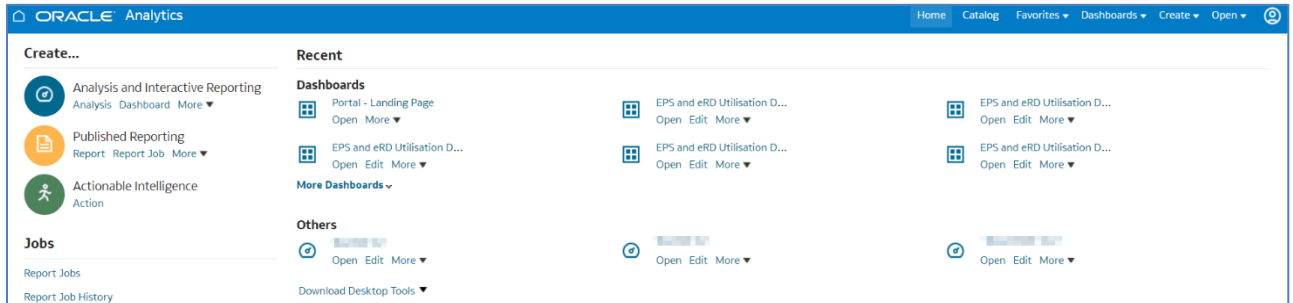 ORACLE Analytics
Home Catalog Favorites Dashboards Create Open
Create...
Analysis and Interactive Reporting
Analysis Dashboard More
Published Reporting
Report Report Job More
Actionable Intelligence
Action
Jobs
Report Jobs
Report Job History
Recent
Dashboards
Portal - Landing Page
Open More
EPS and eRD Utilisation D...
Open Edit More
EPS and eRD Utilisation D...
Open Edit More
EPS and eRD Utilisation D...
Open Edit More
EPS and eRD Utilisation D...
Open Edit More
EPS and eRD Utilisation D...
Open Edit More
More Dashboards
Others
Open Edit More
Open Edit More
Open Edit More
Download Desktop Tools